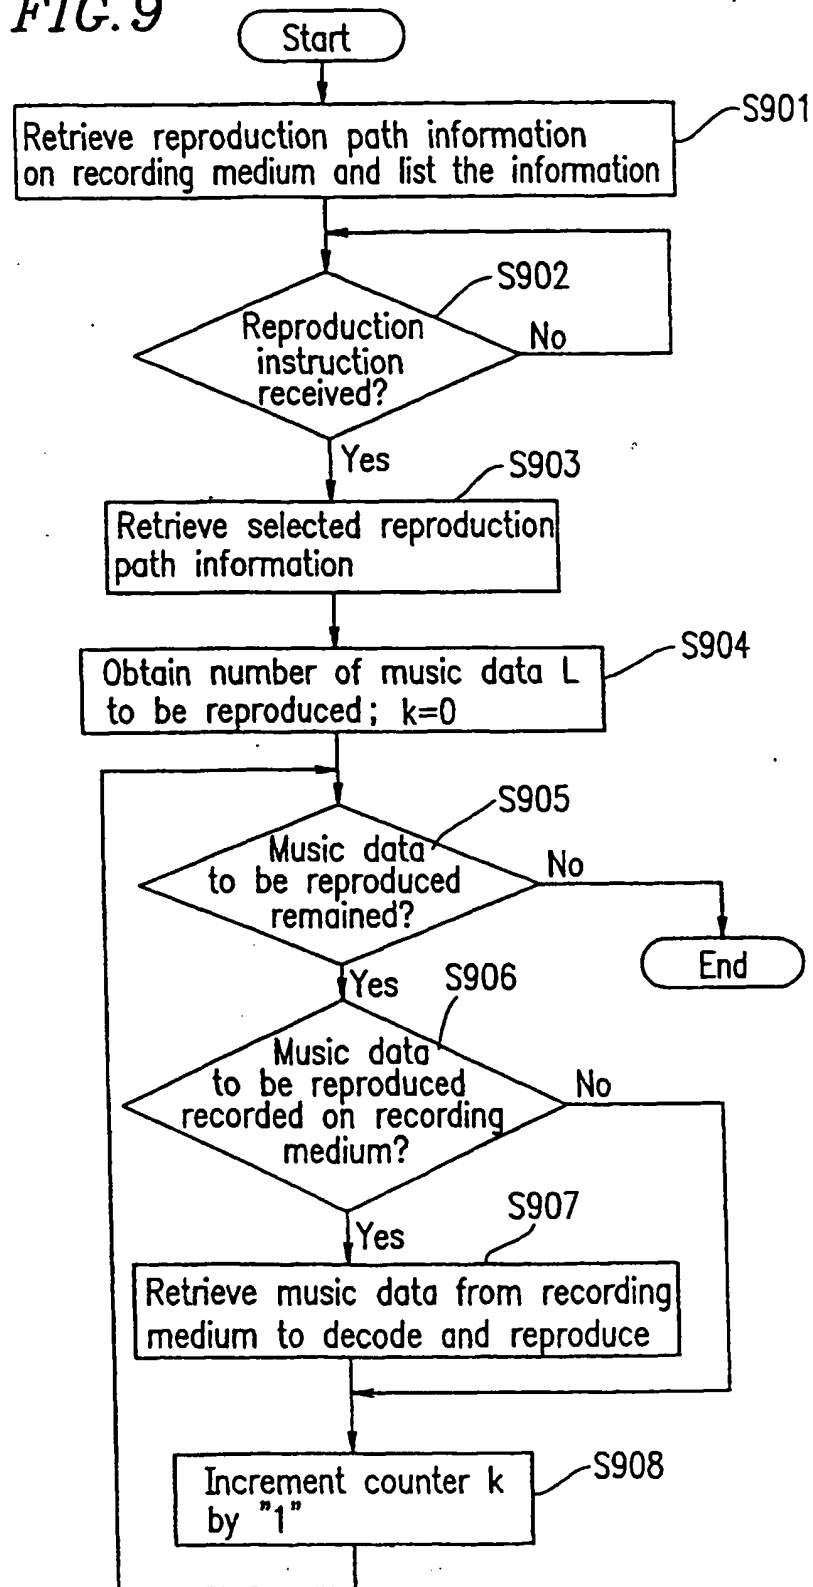 FIG. 9
Start
S901
Retrieve reproduction path information
on recording medium and list the information
S902
Reproduction
instruction
received?
No
Yes
S903
Retrieve selected reproduction
path information
S904
Obtain number of music data L
to be reproduced; k=0
S905
Music data
to be reproduced
remained?
No
End
Yes
S906
Music data
to be reproduced
recorded on recording
medium?
No
Yes
S907
Retrieve music data from recording
medium to decode and reproduce
S908
Increment counter k
by "1"